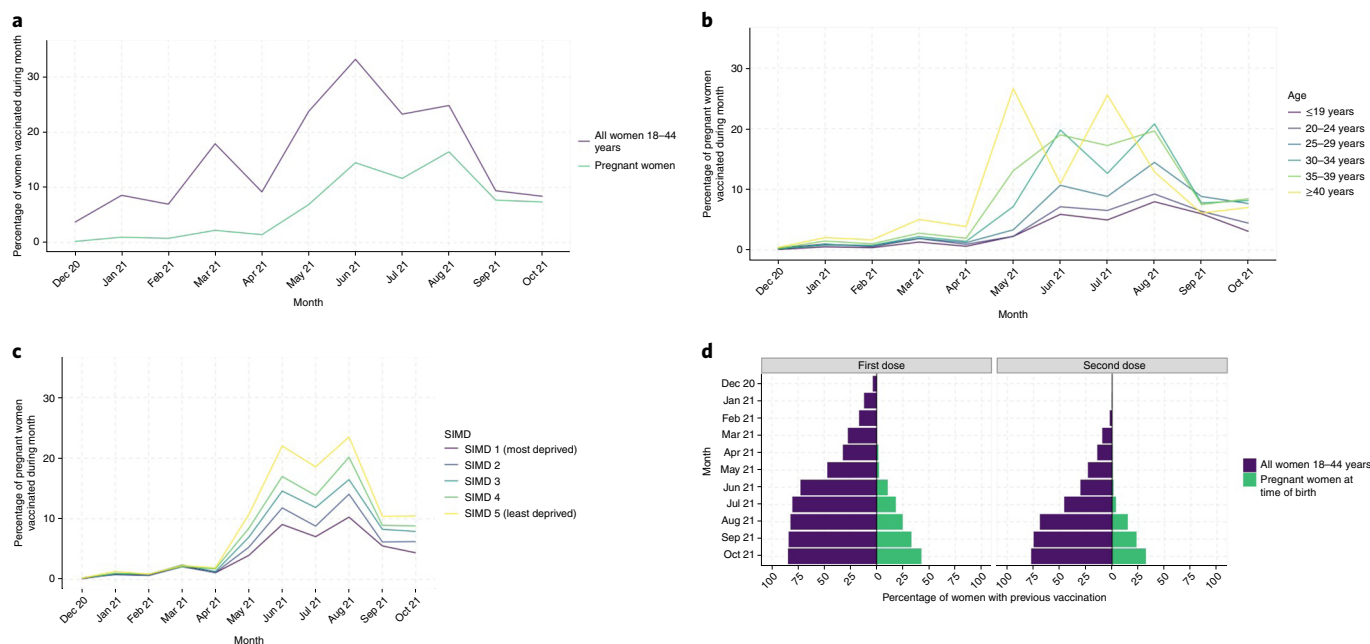 a
Percentage of women vaccinated during month
30
20
10
0
Dec 20
Jan 21
Feb 21
Mar 21
Apr 21
May 21
Jun 21
Jul 21
Aug 21
Sep 21
Oct 21
Month
All women 18–44
years
Pregnant women
b
Percentage of pregnant women
vaccinated during month
30
20
10
0
Dec 20
Jan 21
Feb 21
Mar 21
Apr 21
May 21
Jun 21
Jul 21
Aug 21
Sep 21
Oct 21
Month
Age
≤19 years
20–24 years
25–29 years
30–34 years
35–39 years
≥40 years
c
Percentage of pregnant women
vaccinated during month
30
20
10
0
Dec 20
Jan 21
Feb 21
Mar 21
Apr 21
May 21
Jun 21
Jul 21
Aug 21
Sep 21
Oct 21
Month
SIMD
SIMD 1 (most deprived)
SIMD 2
SIMD 3
SIMD 4
SIMD 5 (least deprived)
d
First dose
Second dose
Month
Dec 20
Jan 21
Feb 21
Mar 21
Apr 21
May 21
Jun 21
Jul 21
Aug 21
Sep 21
Oct 21
100 75 50 25 0 25 50 75 100
100 75 50 25 0 25 50 75 100
Percentage of women with previous vaccination
All women 18–44 years
Pregnant women at
time of birth